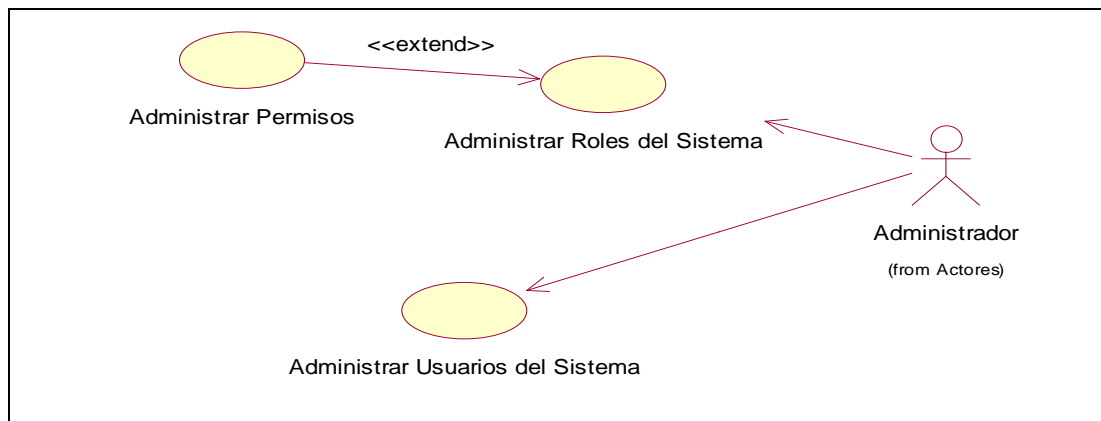 <<extend>>
Administrar Permisos
Administrar Roles del Sistema
Administrador
(from Actores)
Administrar Usuarios del Sistema